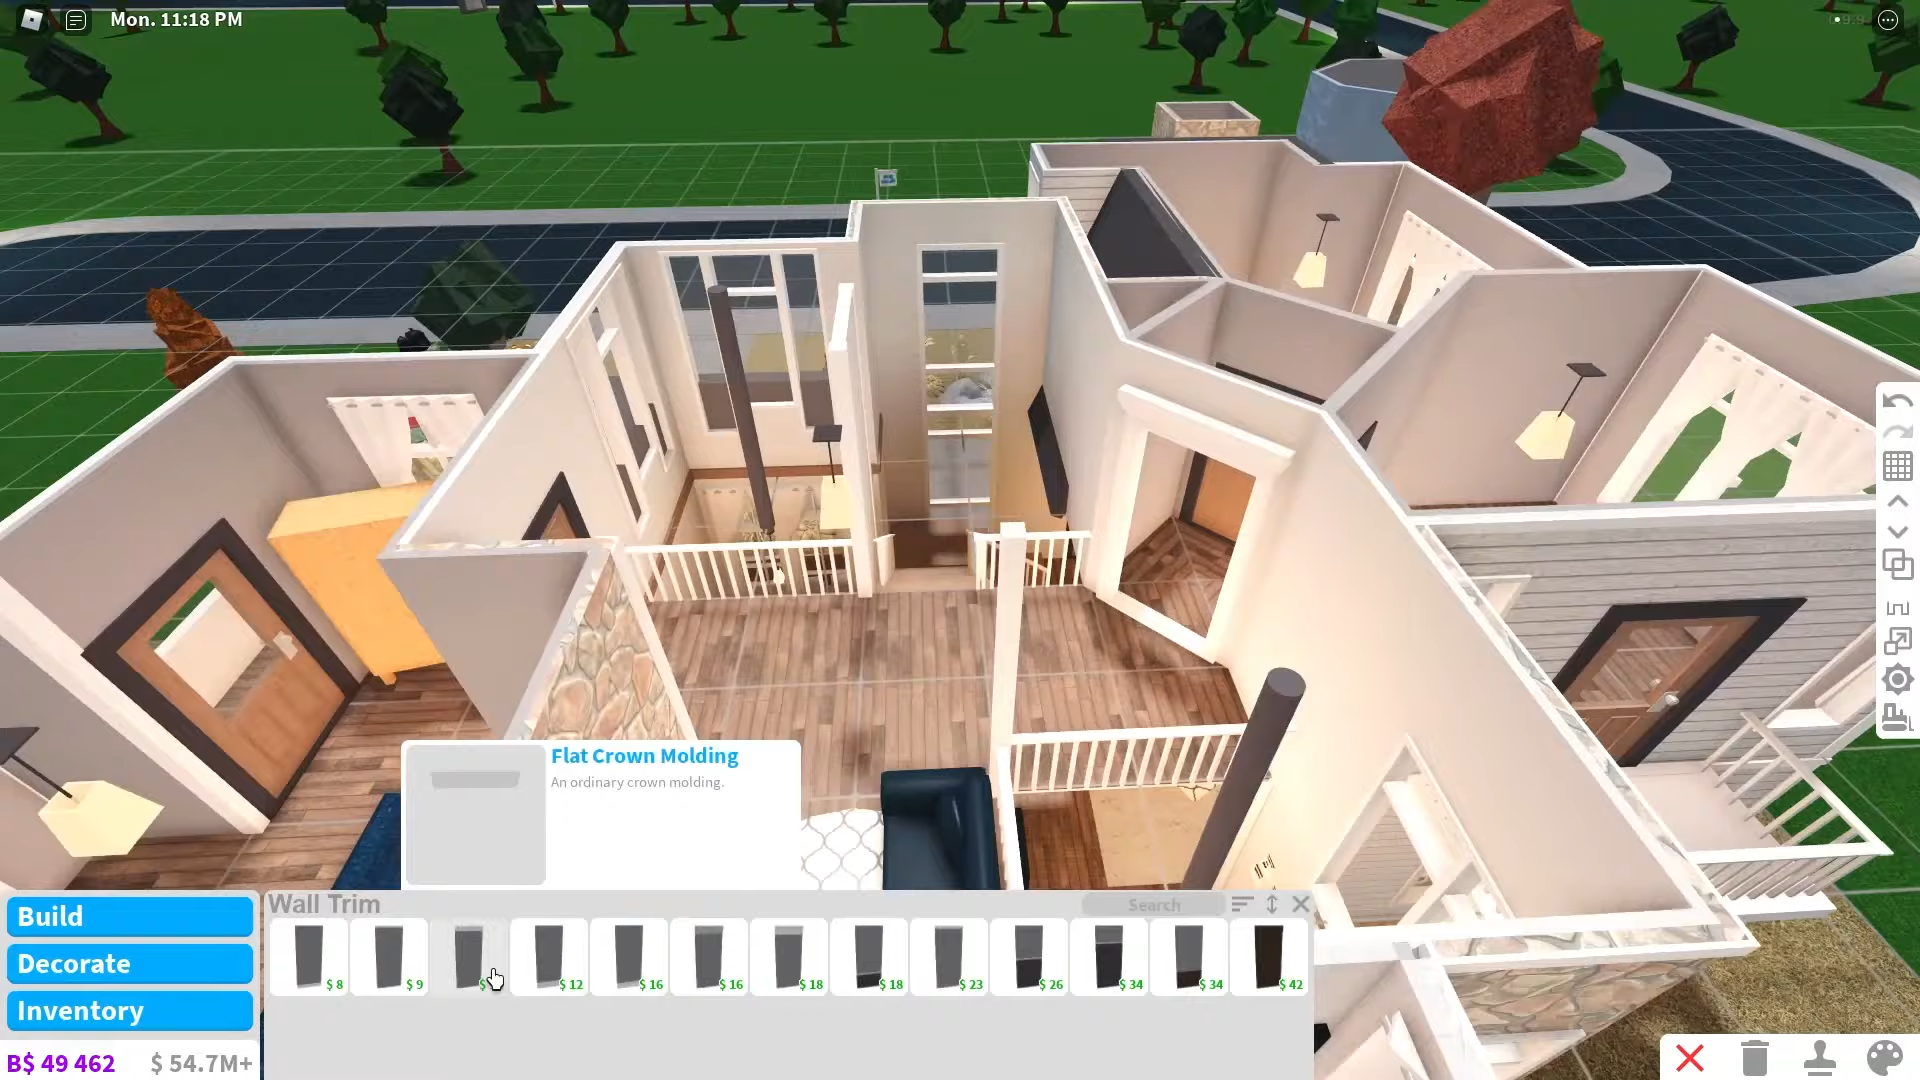 Mon. 11:18 PM
Flat Crown Molding
An ordinary crown molding.
Build
Decorate
Inventory
B$ 49 462
$ 54.7M+
Wall Trim
Search
$ 8
$ 9
$
$ 12
$ 16
$ 16
$ 18
$ 18
$ 23
$ 26
$ 34
$ 34
$ 42